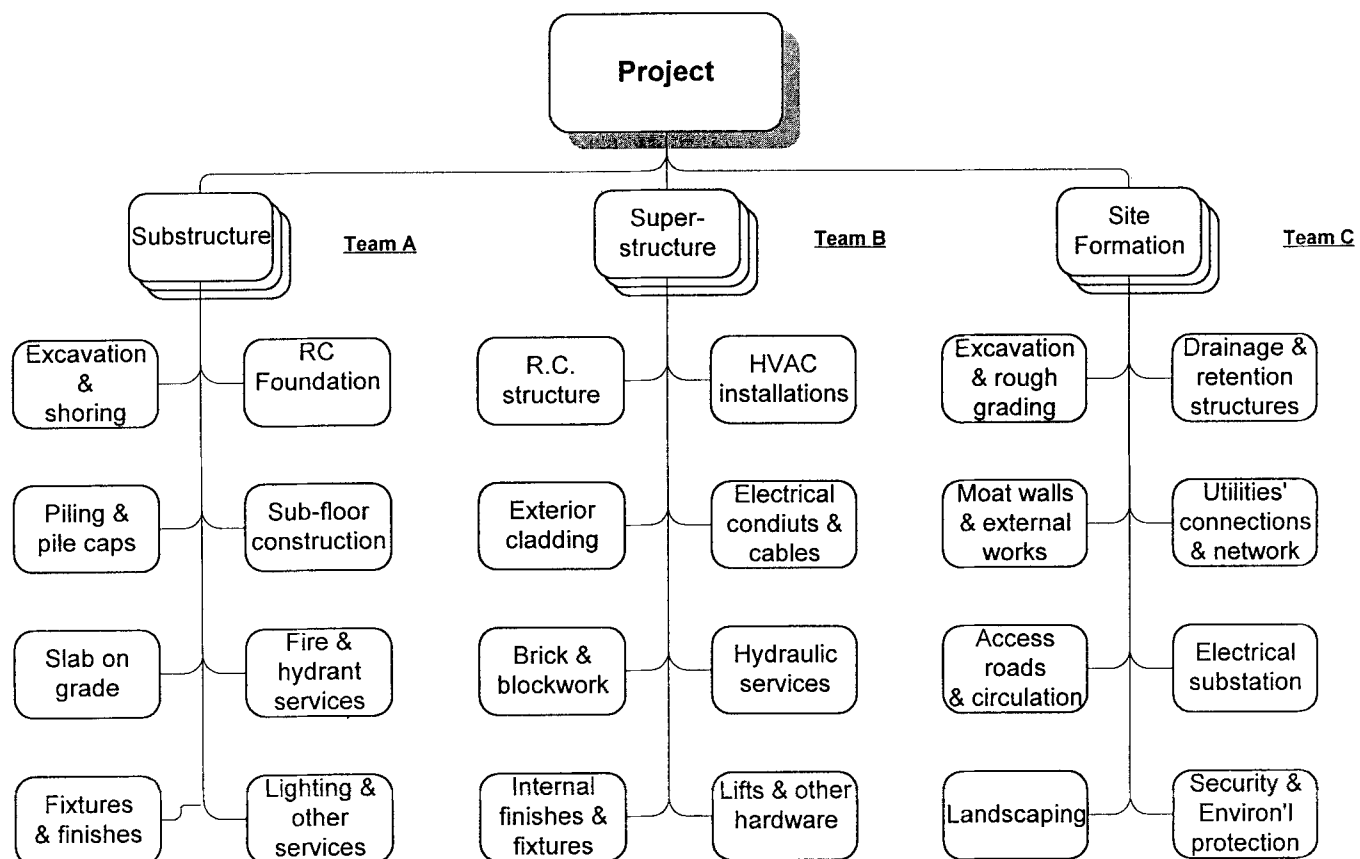 Project
Substructure
Team A
Super-
structure
Team B
Site
Formation
Team C
Excavation
&
shoring
RC
Foundation
R.C.
structure
HVAC
installations
Excavation
& rough
grading
Drainage &
retention
structures
Piling &
pile caps
Sub-floor
construction
Exterior
cladding
Electrical
condiuts &
cables
Moat walls
& external
works
Utilities'
connections
& network
Slab on
grade
Fire &
hydrant
services
Brick &
blockwork
Hydraulic
services
Access
roads
& circulation
Electrical
substation
Fixtures
& finishes
Lighting &
other
services
Internal
finishes &
fixtures
Lifts & other
hardware
Landscaping
Security &
Environ'l
protection